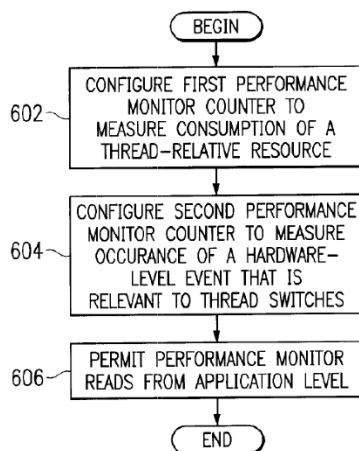 BEGIN
602
CONFIGURE FIRST PERFORMANCE
MONITOR COUNTER TO
MEASURE CONSUMPTION OF A
THREAD-RELATIVE RESOURCE
604
CONFIGURE SECOND PERFORMANCE
MONITOR COUNTER TO MEASURE
OCCURANCE OF A HARDWARE-
LEVEL EVENT THAT IS
RELEVANT TO THREAD SWITCHES
606
PERMIT PERFORMANCE MONITOR
READS FROM APPLICATION LEVEL
END